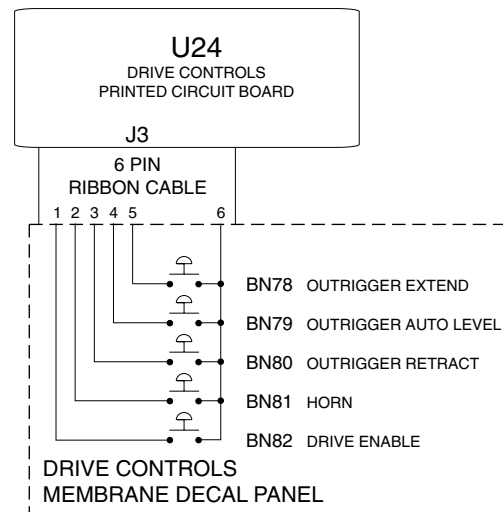 U24
DRIVE CONTROLS
PRINTED CIRCUIT BOARD
J3
6 PIN
RIBBON CABLE
1 2 3 4 5 6
BN78 OUTRIGGER EXTEND
BN79 OUTRIGGER AUTO LEVEL
BN80 OUTRIGGER RETRACT
BN81 HORN
BN82 DRIVE ENABLE
DRIVE CONTROLS
MEMBRANE DECAL PANEL